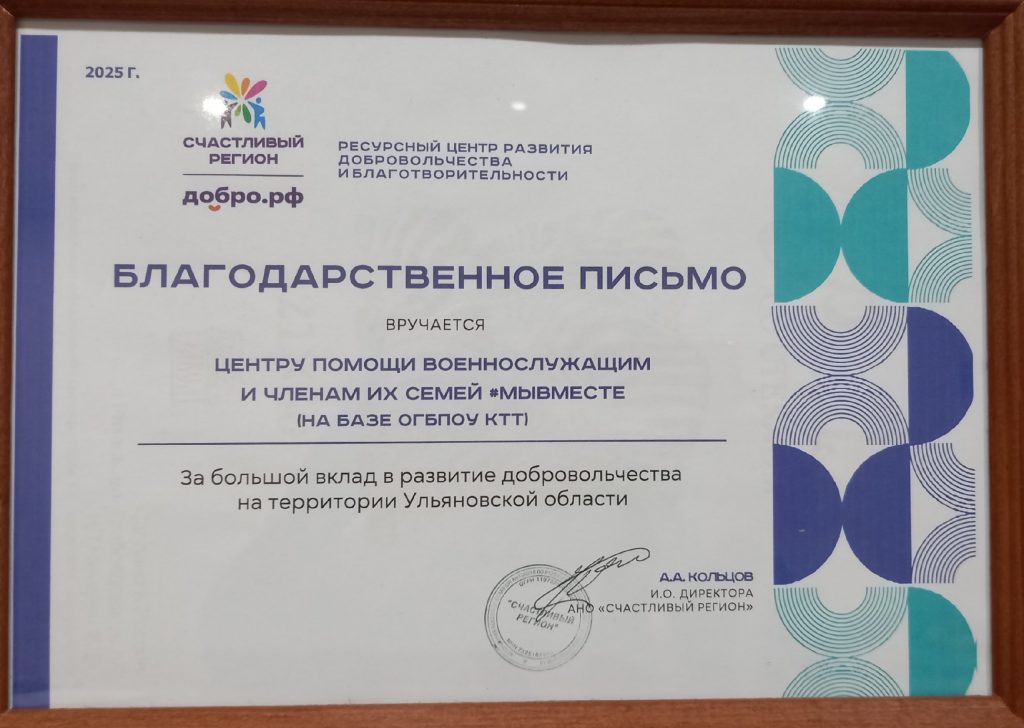 2025 Г.
СЧАСТЛИВЫЙ
РЕГИОН
добро.рф
РЕСУРСНЫЙ ЦЕНТР РАЗВИТИЯ
ДОБРОВОЛЬЧЕСТВА
И БЛАГОТВОРИТЕЛЬНОСТИ
БЛАГОДАРСТВЕННОЕ ПИСЬМО
ВРУЧАЕТСЯ
ЦЕНТРУ ПОМОЩИ ВОЕННОСЛУЖАЩИМ
И ЧЛЕНАМ ИХ СЕМЕЙ #МЫВМЕСТЕ
(НА БАЗЕ ОГБПОУ КТТ)
За большой вклад в развитие добровольчества
на территории Ульяновской области
А.А. КОЛЬЦОВ
И.О. ДИРЕКТОРА
АНО «СЧАСТЛИВЫЙ РЕГИОН»
"СЧАСТЛИВЫЙ
РЕГИОН"